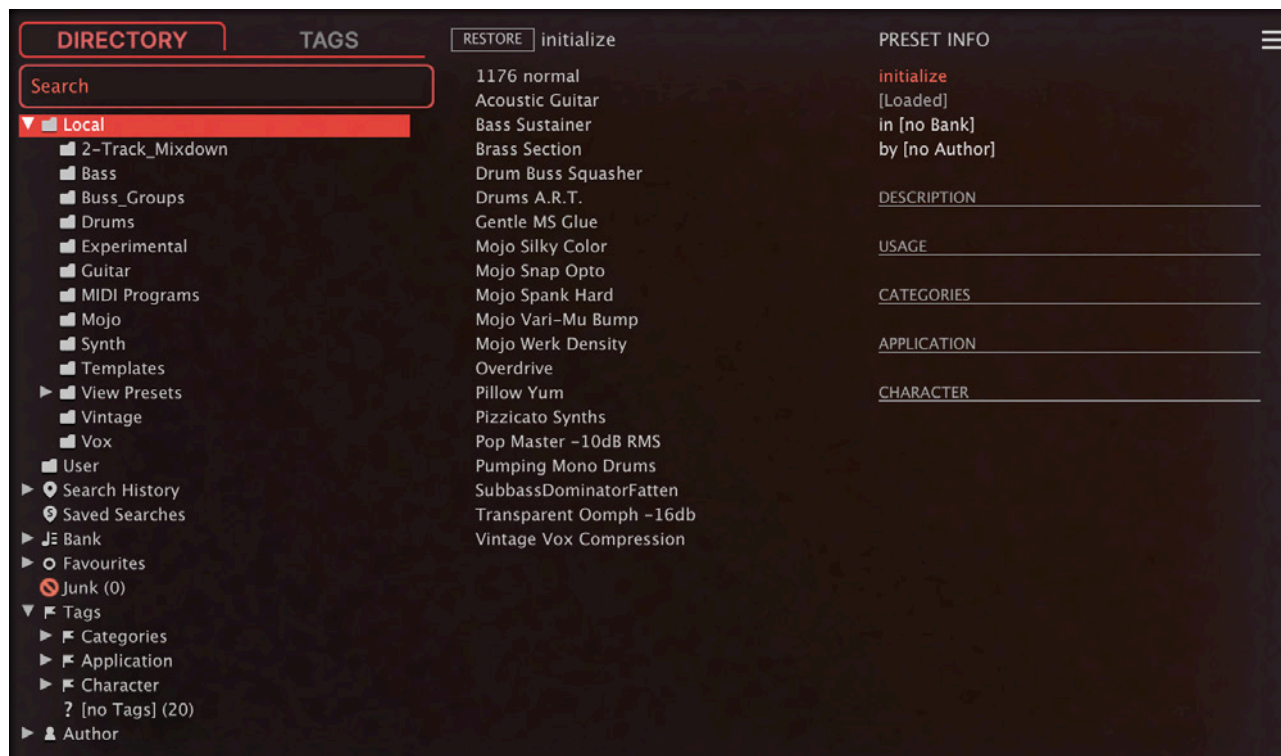 DIRECTORY
TAGS
Search
Local
2-Track_Mixdown
Bass
Buss_Groups
Drums
Experimental
Guitar
MIDI Programs
Mojo
Synth
Templates
View Presets
Vintage
Vox
User
Search History
Saved Searches
Bank
Favourites
Junk (0)
Tags
Categories
Application
Character
? [no Tags] (20)
Author
RESTORE initialize
1176 normal
Acoustic Guitar
Bass Sustainer
Brass Section
Drum Buss Squasher
Drums A.R.T.
Gentle MS Glue
Mojo Silky Color
Mojo Snap Opto
Mojo Spank Hard
Mojo Vari-Mu Bump
Mojo Werk Density
Overdrive
Pillow Yum
Pizzicato Synths
Pop Master -10dB RMS
Pumping Mono Drums
SubbassDominatorFatten
Transparent Oomph -16db
Vintage Vox Compression
PRESET INFO
initialize
[Loaded]
in [no Bank]
by [no Author]
DESCRIPTION
USAGE
CATEGORIES
APPLICATION
CHARACTER